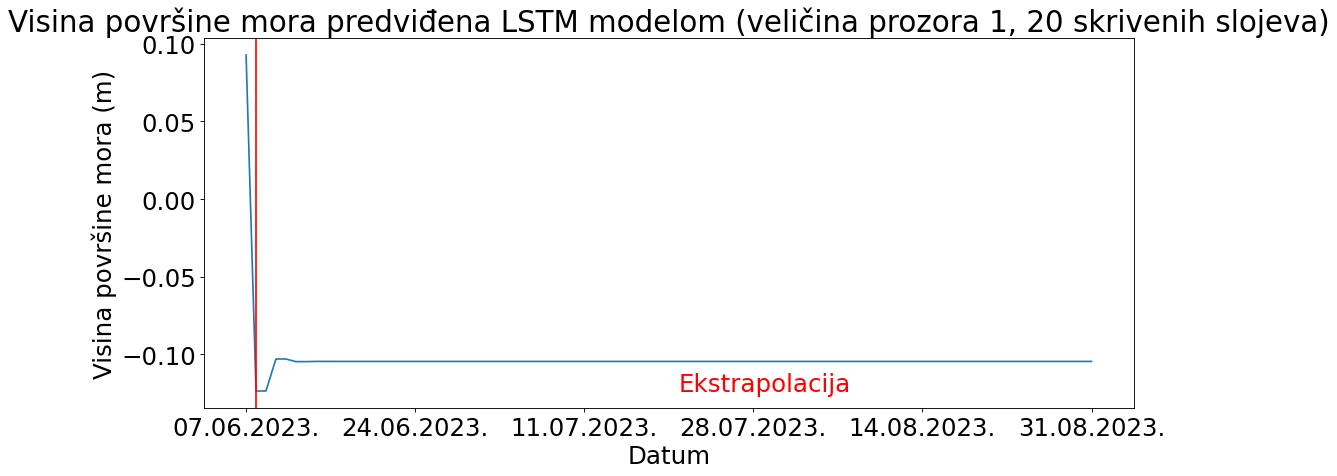 Visina površine mora predviđena LSTM modelom (veličina prozora 1, 20 skrivenih slojeva)
Visina površine mora (m)
0.10
0.05
0.00
−0.05
−0.10
Ekstrapolacija
07.06.2023. 24.06.2023. 11.07.2023. 28.07.2023. 14.08.2023. 31.08.2023.
Datum